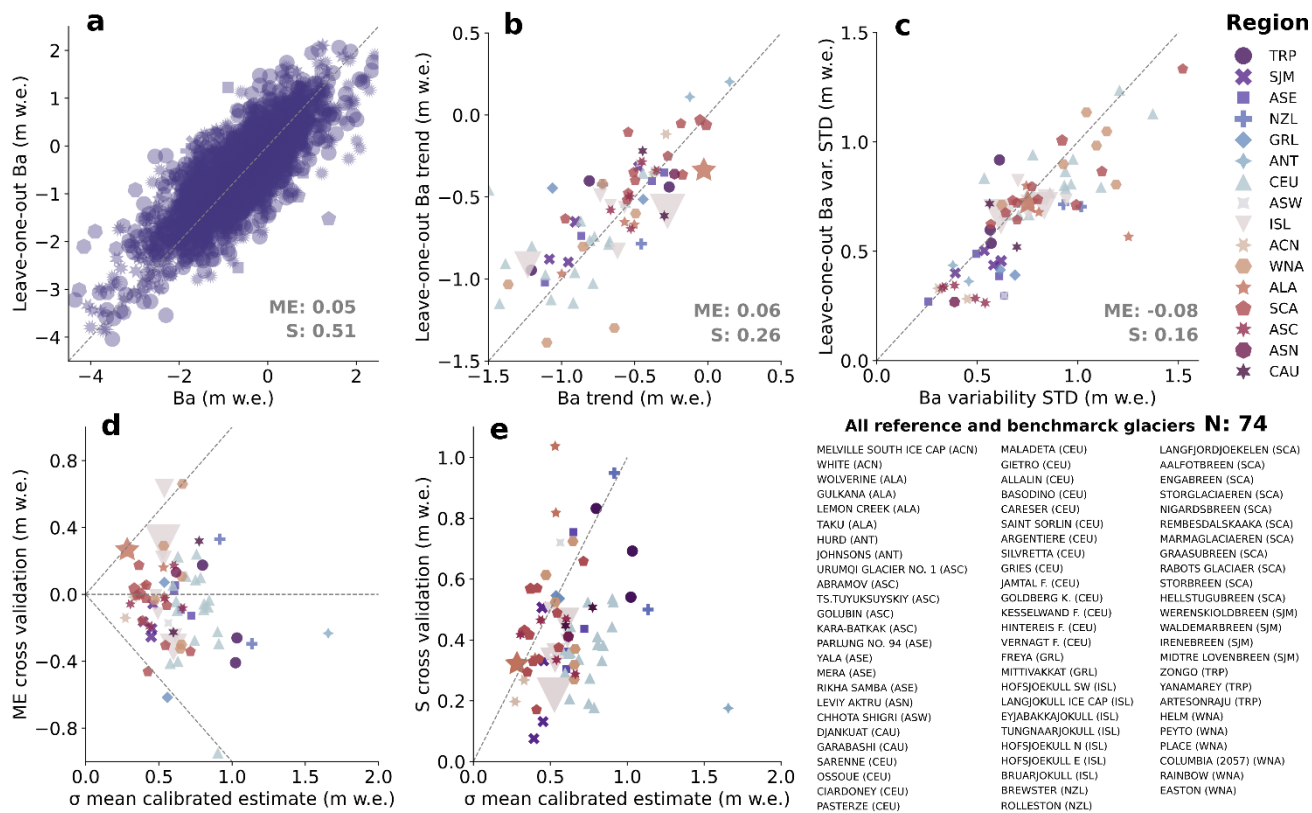 a
Leave-one-out Ba (m w.e.)
2
1
0
−1
−2
−3
−4
−4
−2
0
2
Ba (m w.e.)
ME: 0.05
S: 0.51
b
Leave-one-out Ba trend (m w.e.)
0.5
0.0
−0.5
−1.0
−1.5
−1.5
−1.0
−0.5
0.0
0.5
Ba trend (m w.e.)
ME: 0.06
S: 0.26
c
Leave-one-out Ba var. STD (m w.e.)
1.5
1.0
0.5
0.0
0.0
0.5
1.0
1.5
Ba variability STD (m w.e.)
ME: -0.08
S: 0.16
Region
TRP
SJM
ASE
NZL
GRL
ANT
CEU
ASW
ISL
ACN
WNA
ALA
SCA
ASC
ASN
CAU
d
ME cross validation (m w.e.)
0.8
0.4
0.0
−0.4
−0.8
0.0
0.5
1.0
1.5
2.0
σ mean calibrated estimate (m w.e.)
e
S cross validation (m w.e.)
1.0
0.8
0.6
0.4
0.2
0.0
0.0
0.5
1.0
1.5
2.0
σ mean calibrated estimate (m w.e.)
All reference and benchmarck glaciers N: 74
MELVILLE SOUTH ICE CAP (ACN)
WHITE (ACN)
WOLVERINE (ALA)
GULKANA (ALA)
LEMON CREEK (ALA)
TAKU (ALA)
HURD (ANT)
JOHNSONS (ANT)
URUMQI GLACIER NO. 1 (ASC)
ABRAMOV (ASC)
TS.TUYUKSUYSKIY (ASC)
GOLUBIN (ASC)
KARA-BATKAK (ASC)
PARLUNG NO. 94 (ASE)
YALA (ASE)
MERA (ASE)
RIKHA SAMBA (ASE)
LEVIY AKTRU (ASN)
CHHOTA SHIGRI (ASW)
DJANKUAT (CAU)
GARABASHI (CAU)
SARENNE (CEU)
OSSOUE (CEU)
CIARDONEY (CEU)
PASTERZE (CEU)
MALADETA (CEU)
GIETRO (CEU)
ALLALIN (CEU)
BASODINO (CEU)
CARESER (CEU)
SAINT SORLIN (CEU)
ARGENTIERE (CEU)
SILVRETTA (CEU)
GRIES (CEU)
JAMTAL F. (CEU)
GOLDBERG K. (CEU)
KESSELWAND F. (CEU)
HINTEREIS F. (CEU)
VERNAGT F. (CEU)
FREYA (GRL)
MITTIVAKKAT (GRL)
HOFSJOEKULL SW (ISL)
LANGJOKULL ICE CAP (ISL)
EYJABAKKAJOKULL (ISL)
TUNGNAARJOKULL (ISL)
HOFSJOEKULL N (ISL)
HOFSJOEKULL E (ISL)
BRUARJOKULL (ISL)
BREWSTER (NZL)
ROLLESTON (NZL)
LANGFJORDJOEKELEN (SCA)
AALFOTBREEN (SCA)
ENGABREEN (SCA)
STORGLACIAEREN (SCA)
NIGARDSBREEN (SCA)
REMBESDALSKAAKA (SCA)
MARMAGLACIAEREN (SCA)
GRAASUBREEN (SCA)
RABOTS GLACIAER (SCA)
STORBREEN (SCA)
HELLSTUGUBREEN (SCA)
WERENSKIOLDBREEN (SJM)
WALDEMARBREEN (SJM)
IRENEBREEN (SJM)
MIDTRE LOVENBREEN (SJM)
ZONGO (TRP)
YANAMAREY (TRP)
ARTESONRAJU (TRP)
HELM (WNA)
PEYTO (WNA)
PLACE (WNA)
COLUMBIA (2057) (WNA)
RAINBOW (WNA)
EASTON (WNA)